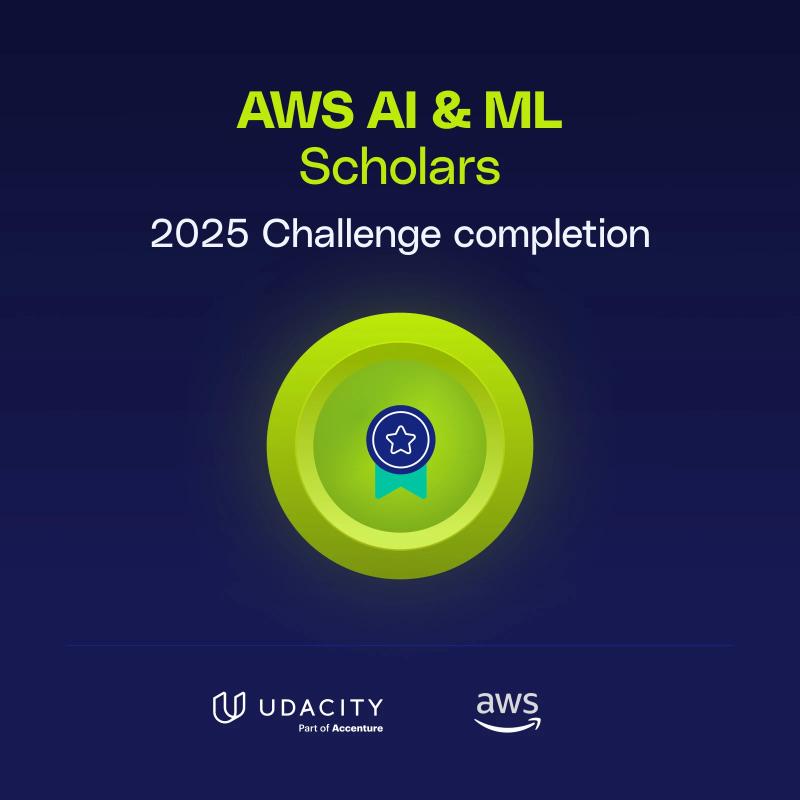 AWS AI & ML
Scholars
2025 Challenge completion
UDACITY
Part of Accenture
aws